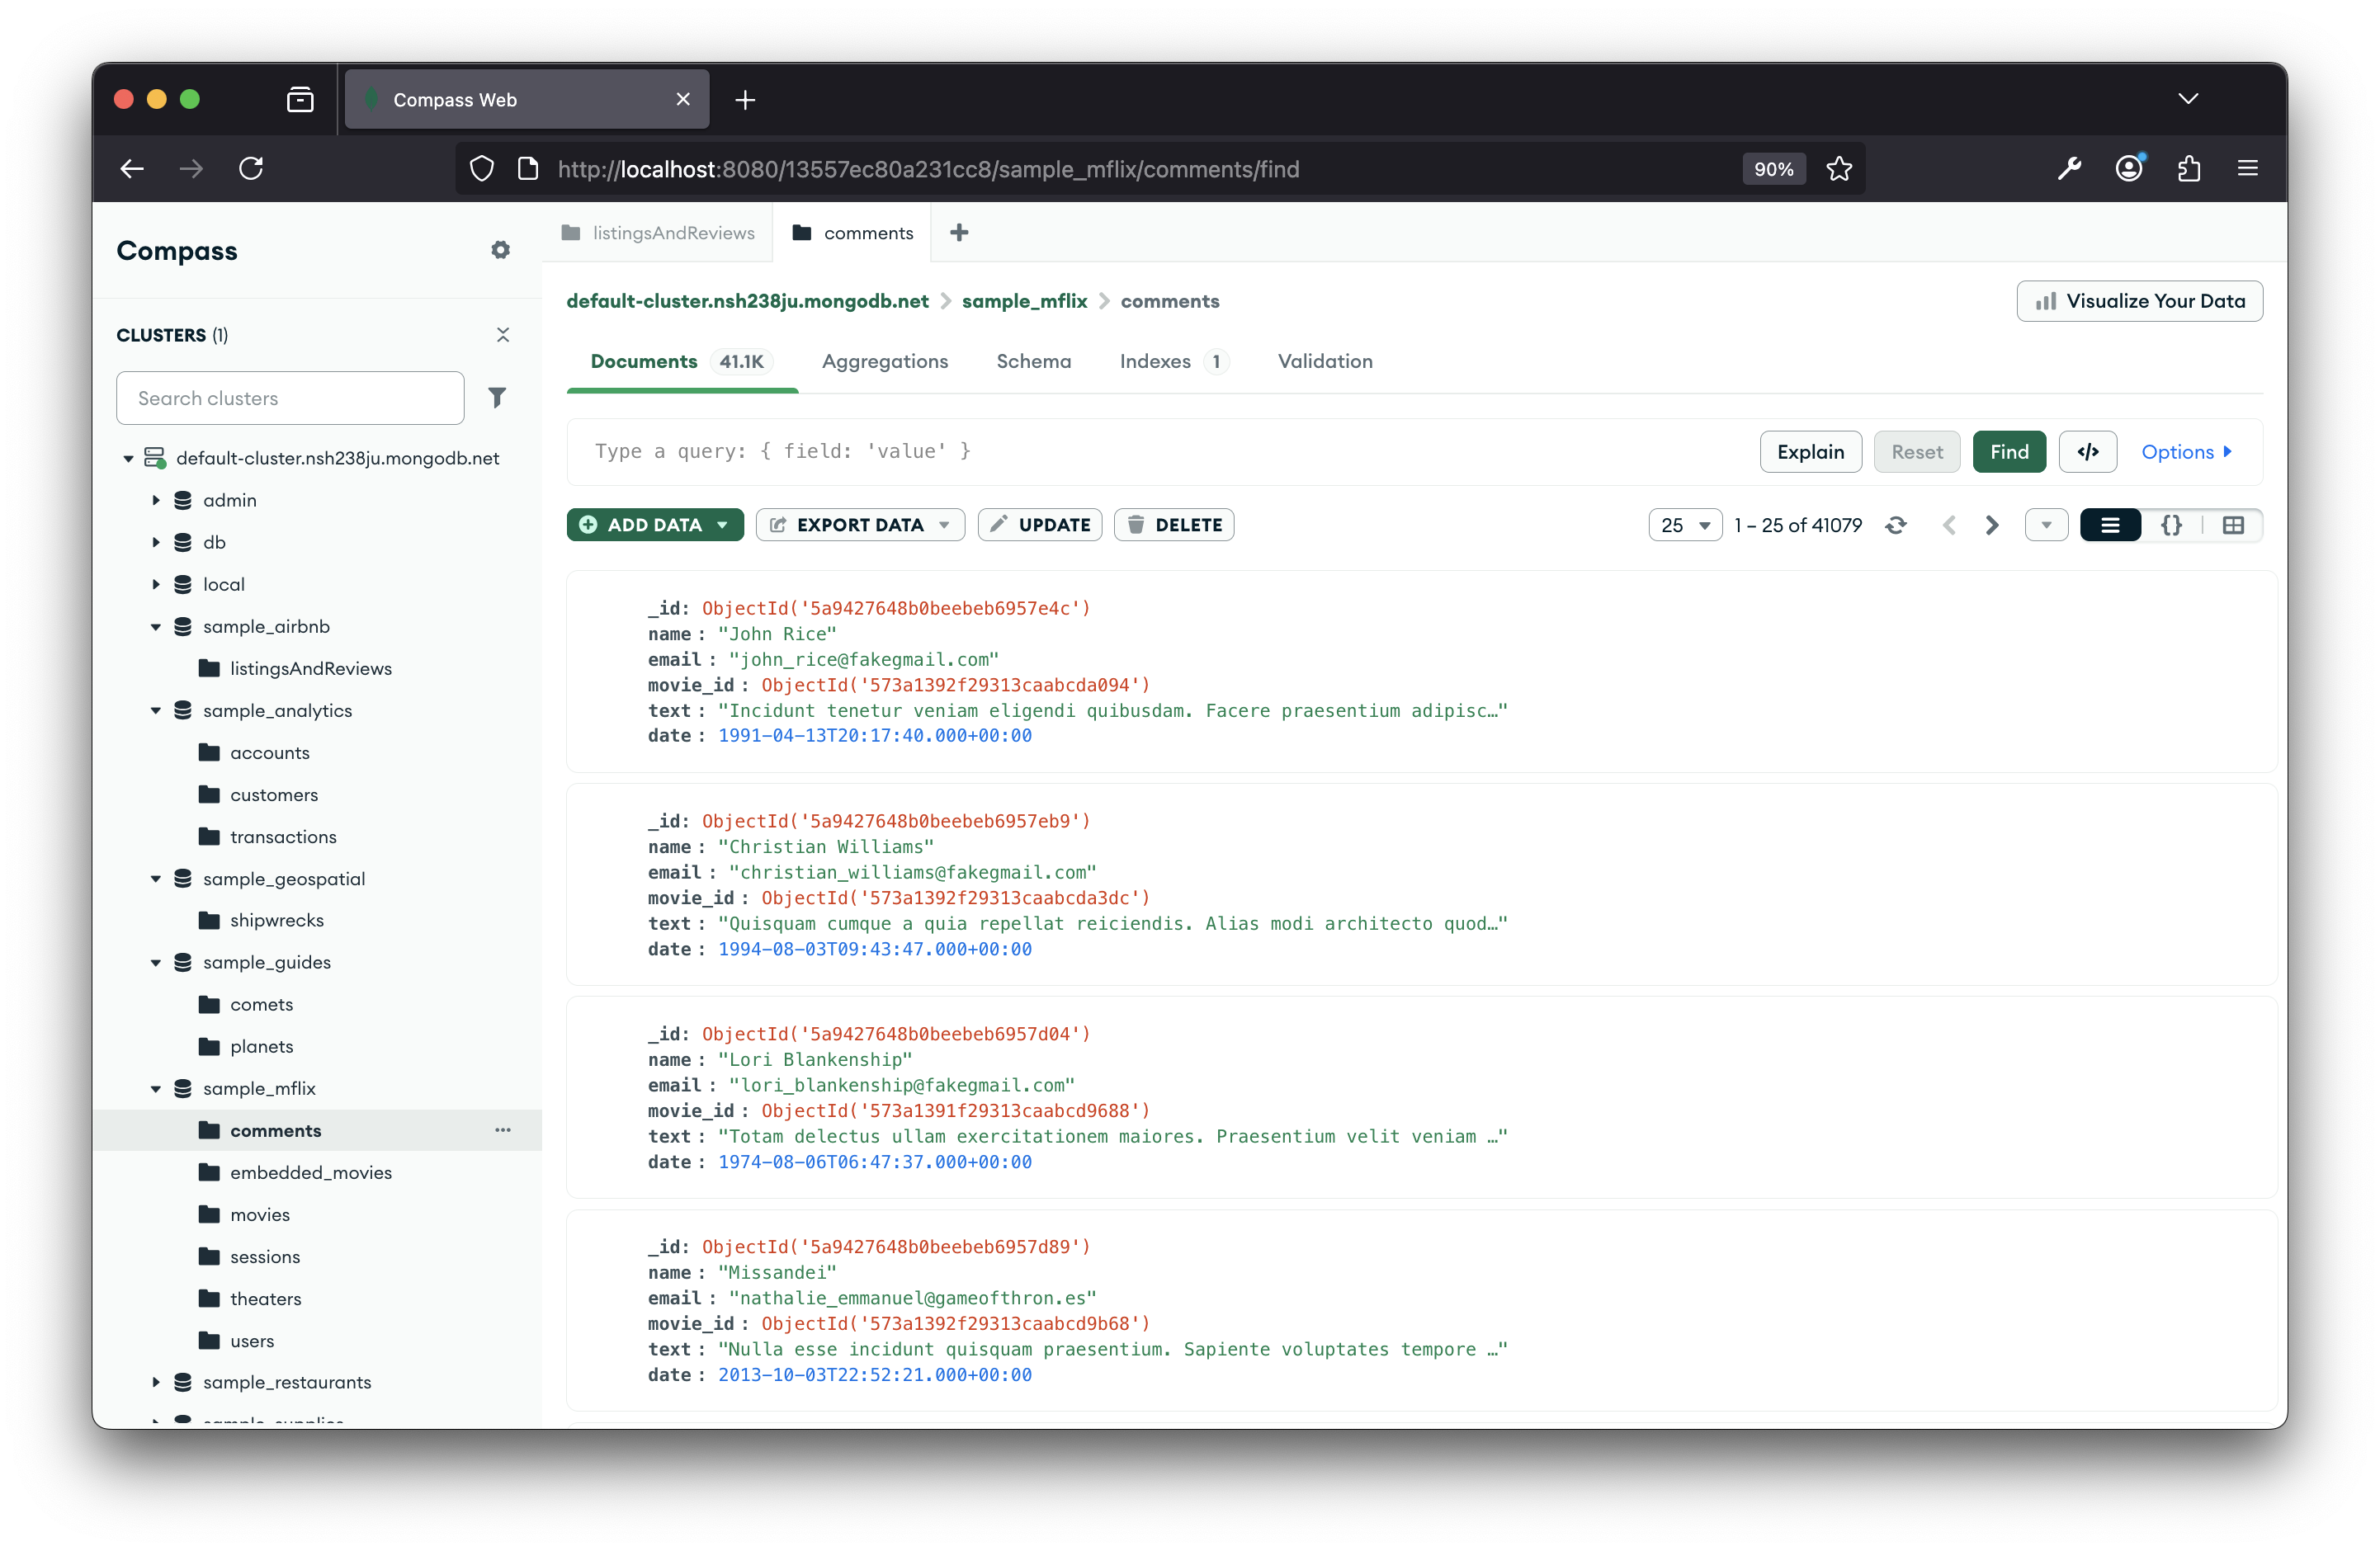 Compass Web
http://localhost:8080/13557ec80a231cc8/sample_mflix/comments/find
90%
Compass
CLUSTERS (1)
Search clusters
default-cluster.nsh238ju.mongodb.net
admin
db
local
sample_airbnb
listingsAndReviews
sample_analytics
accounts
customers
transactions
sample_geospatial
shipwrecks
sample_guides
comets
planets
sample_mflix
comments
embedded_movies
movies
sessions
theaters
users
sample_restaurants
sample_supplies
listingsAndReviews
comments
default-cluster.nsh238ju.mongodb.net > sample_mflix > comments
Visualize Your Data
Documents 41.1K Aggregations Schema Indexes 1 Validation
Type a query: { field: 'value' }
Explain Reset Find </> Options
ADD DATA EXPORT DATA UPDATE DELETE
25 1 – 25 of 41079 {}
_id: ObjectId('5a9427648b0beebeb6957e4c')
name : "John Rice"
email : "john_rice@fakegmail.com"
movie_id : ObjectId('573a1392f29313caabcda094')
text : "Incidunt tenetur veniam eligendi quibusdam. Facere praesentium adipisc…"
date : 1991-04-13T20:17:40.000+00:00
_id: ObjectId('5a9427648b0beebeb6957eb9')
name : "Christian Williams"
email : "christian_williams@fakegmail.com"
movie_id : ObjectId('573a1392f29313caabcda3dc')
text : "Quisquam cumque a quia repellat reiciendis. Alias modi architecto quod…"
date : 1994-08-03T09:43:47.000+00:00
_id: ObjectId('5a9427648b0beebeb6957d04')
name : "Lori Blankenship"
email : "lori_blankenship@fakegmail.com"
movie_id : ObjectId('573a1391f29313caabcd9688')
text : "Totam delectus ullam exercitationem maiores. Praesentium velit veniam …"
date : 1974-08-06T06:47:37.000+00:00
_id: ObjectId('5a9427648b0beebeb6957d89')
name : "Missandei"
email : "nathalie_emmanuel@gameofthron.es"
movie_id : ObjectId('573a1392f29313caabcd9b68')
text : "Nulla esse incidunt quisquam praesentium. Sapiente voluptates tempore …"
date : 2013-10-03T22:52:21.000+00:00